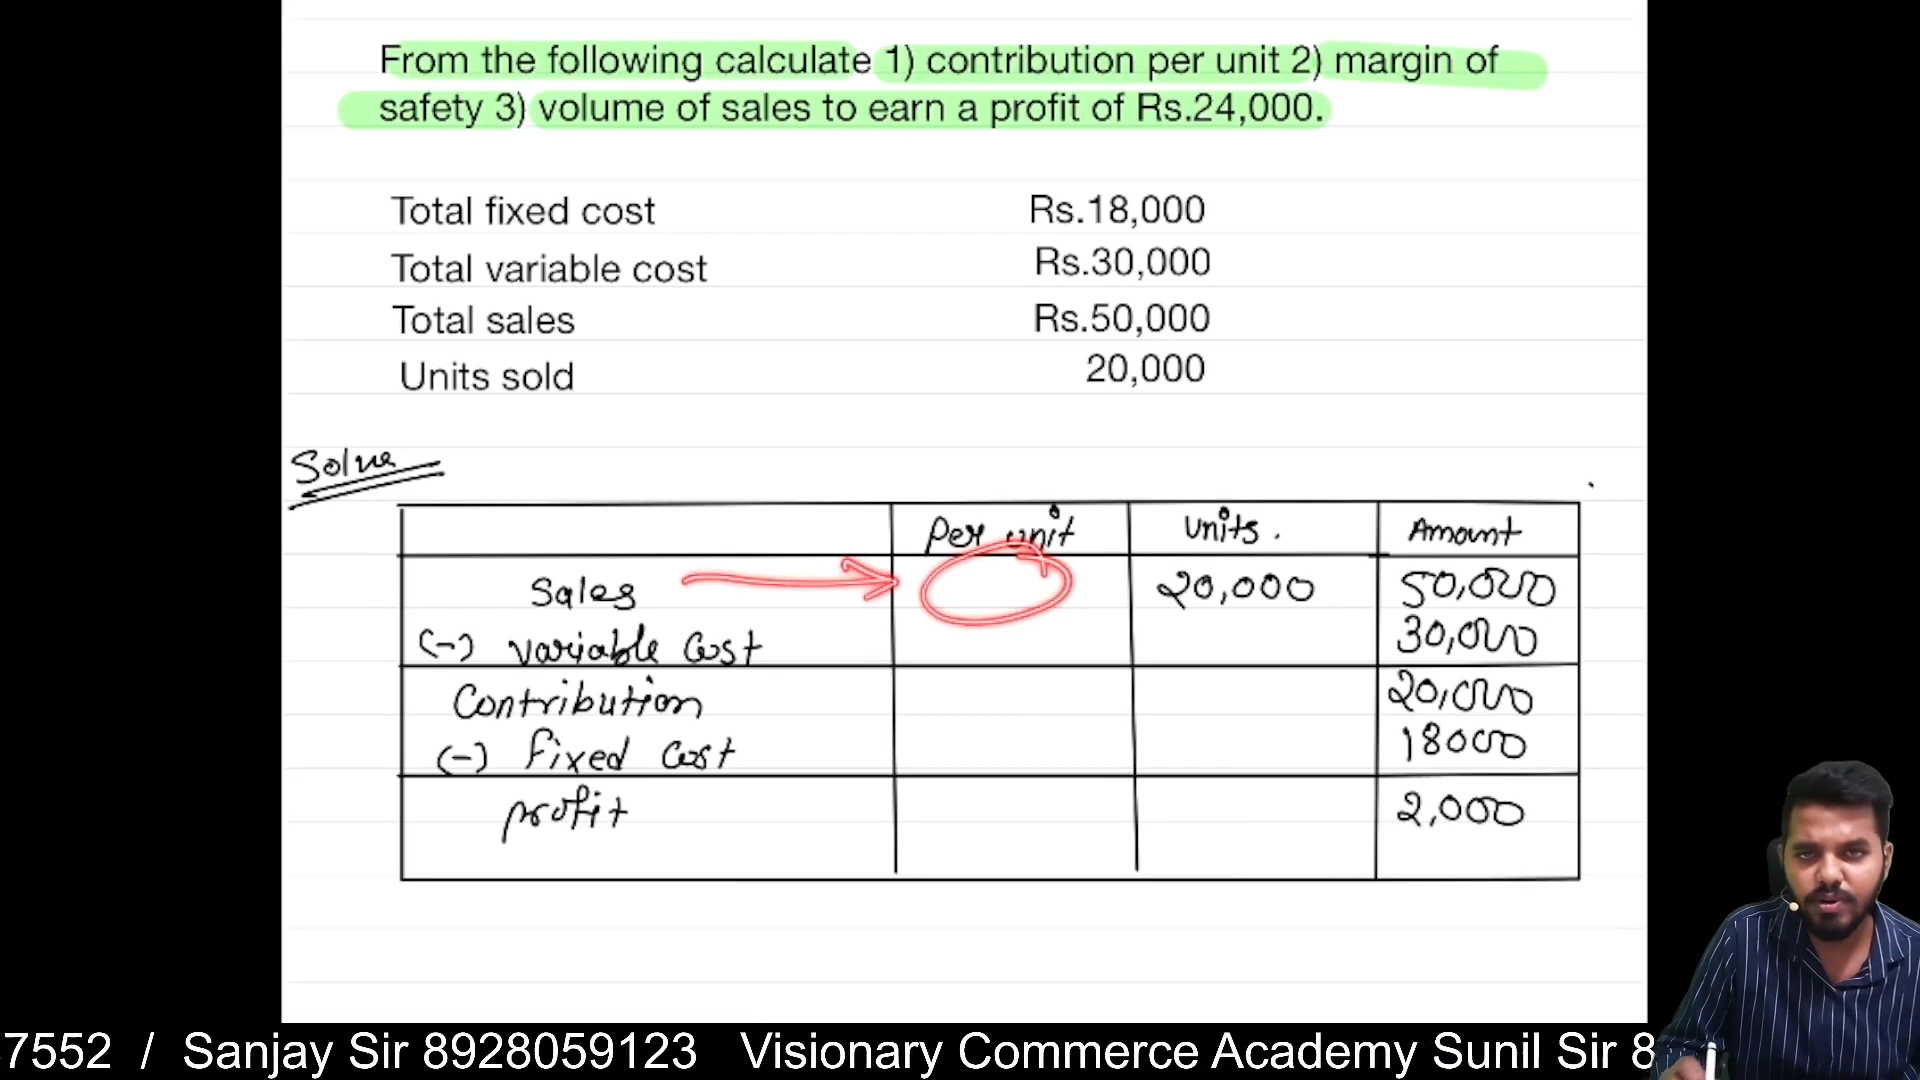 From the following calculate 1) contribution per unit 2) margin of
safety 3) volume of sales to earn a profit of Rs.24,000.
Total fixed cost Rs.18,000
Total variable cost Rs.30,000
Total sales Rs.50,000
Units sold 20,000
Solve
Per unit units. Amount
Sales 20,000 50,000
(-) variable Cost 30,000
Contribution 20,000
(-) fixed Cost 18000
profit 2,000
7552 / Sanjay Sir 8928059123 Visionary Commerce Academy Sunil Sir 8